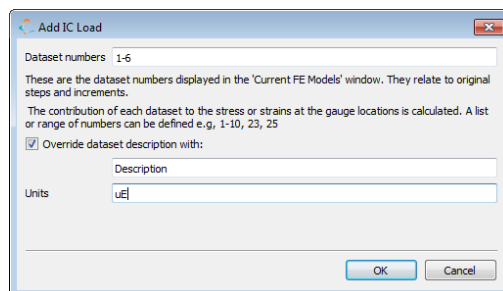 Add IC Load
Dataset numbers 1-6
These are the dataset numbers displayed in the 'Current FE Models' window. They relate to original
steps and increments.
The contribution of each dataset to the stress or strains at the gauge locations is calculated. A list
or range of numbers can be defined e.g, 1-10, 23, 25
Override dataset description with:
Description
Units uE
OK Cancel